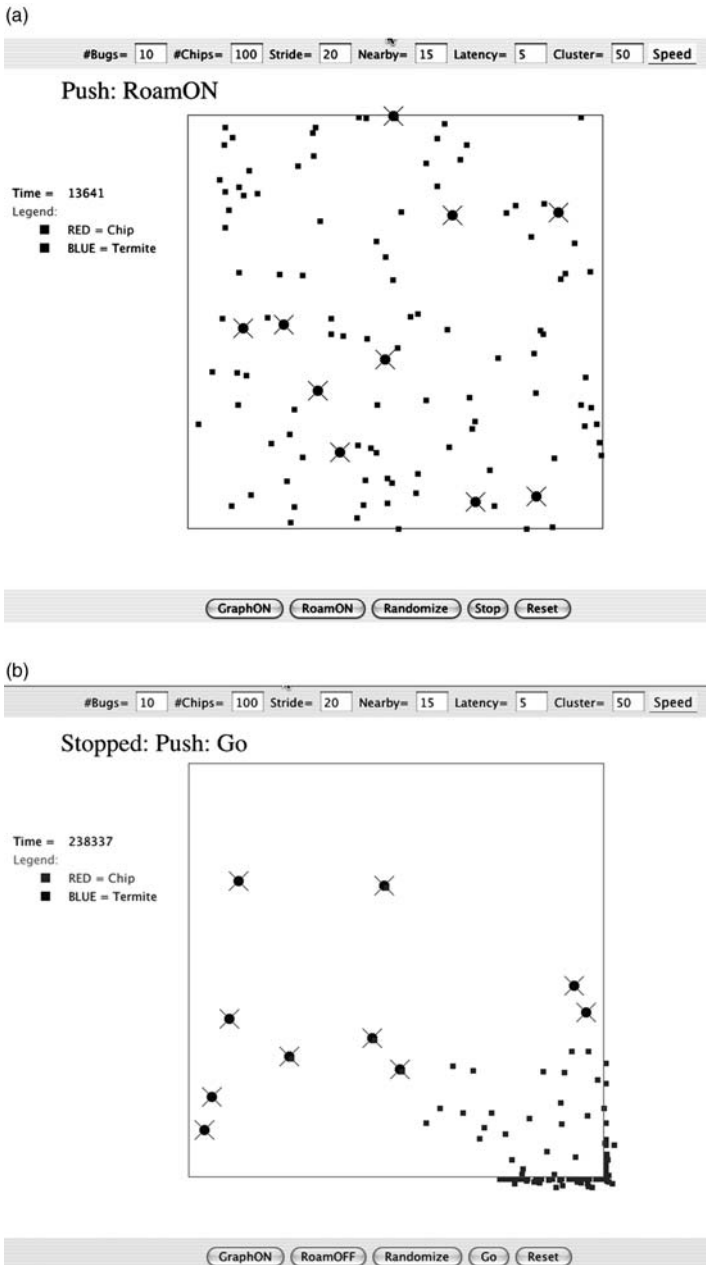 (a)
#Bugs= 10 #Chips= 100 Stride= 20 Nearby= 15 Latency= 5 Cluster= 50 Speed
Push: RoamON
Time = 13641
Legend:
RED = Chip
BLUE = Termite
GraphON RoamON Randomize Stop Reset
(b)
#Bugs= 10 #Chips= 100 Stride= 20 Nearby= 15 Latency= 5 Cluster= 50 Speed
Stopped: Push: Go
Time = 238337
Legend:
RED = Chip
BLUE = Termite
GraphON RoamOFF Randomize Go Reset